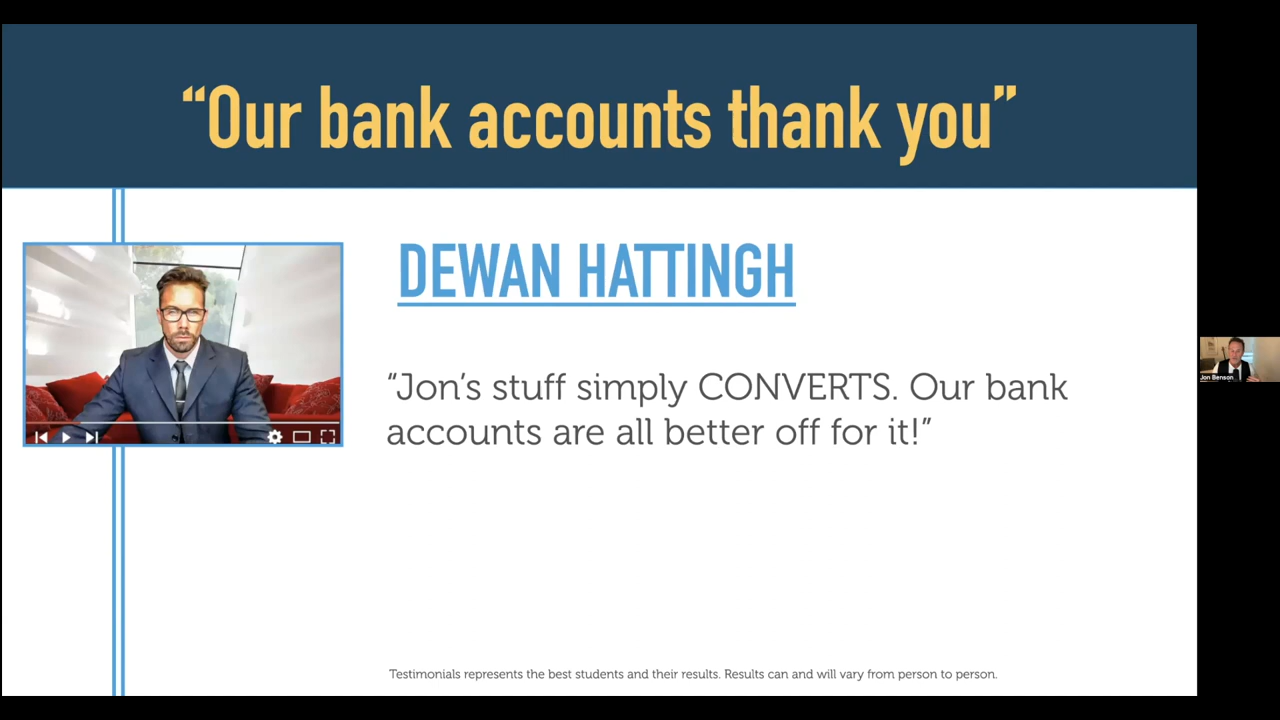 “Our bank accounts thank you”
DEWAN HATTINGH
“Jon’s stuff simply CONVERTS. Our bank
accounts are all better off for it!”
Jon Benson
Testimonials represents the best students and their results. Results can and will vary from person to person.